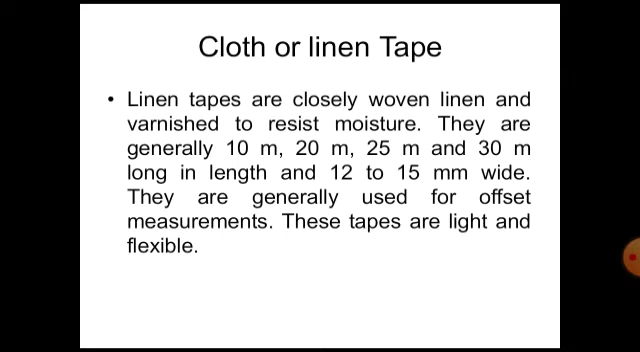 Cloth or linen Tape
• Linen tapes are closely woven linen and
varnished to resist moisture. They are
generally 10 m, 20 m, 25 m and 30 m
long in length and 12 to 15 mm wide.
They are generally used for offset
measurements. These tapes are light and
flexible.